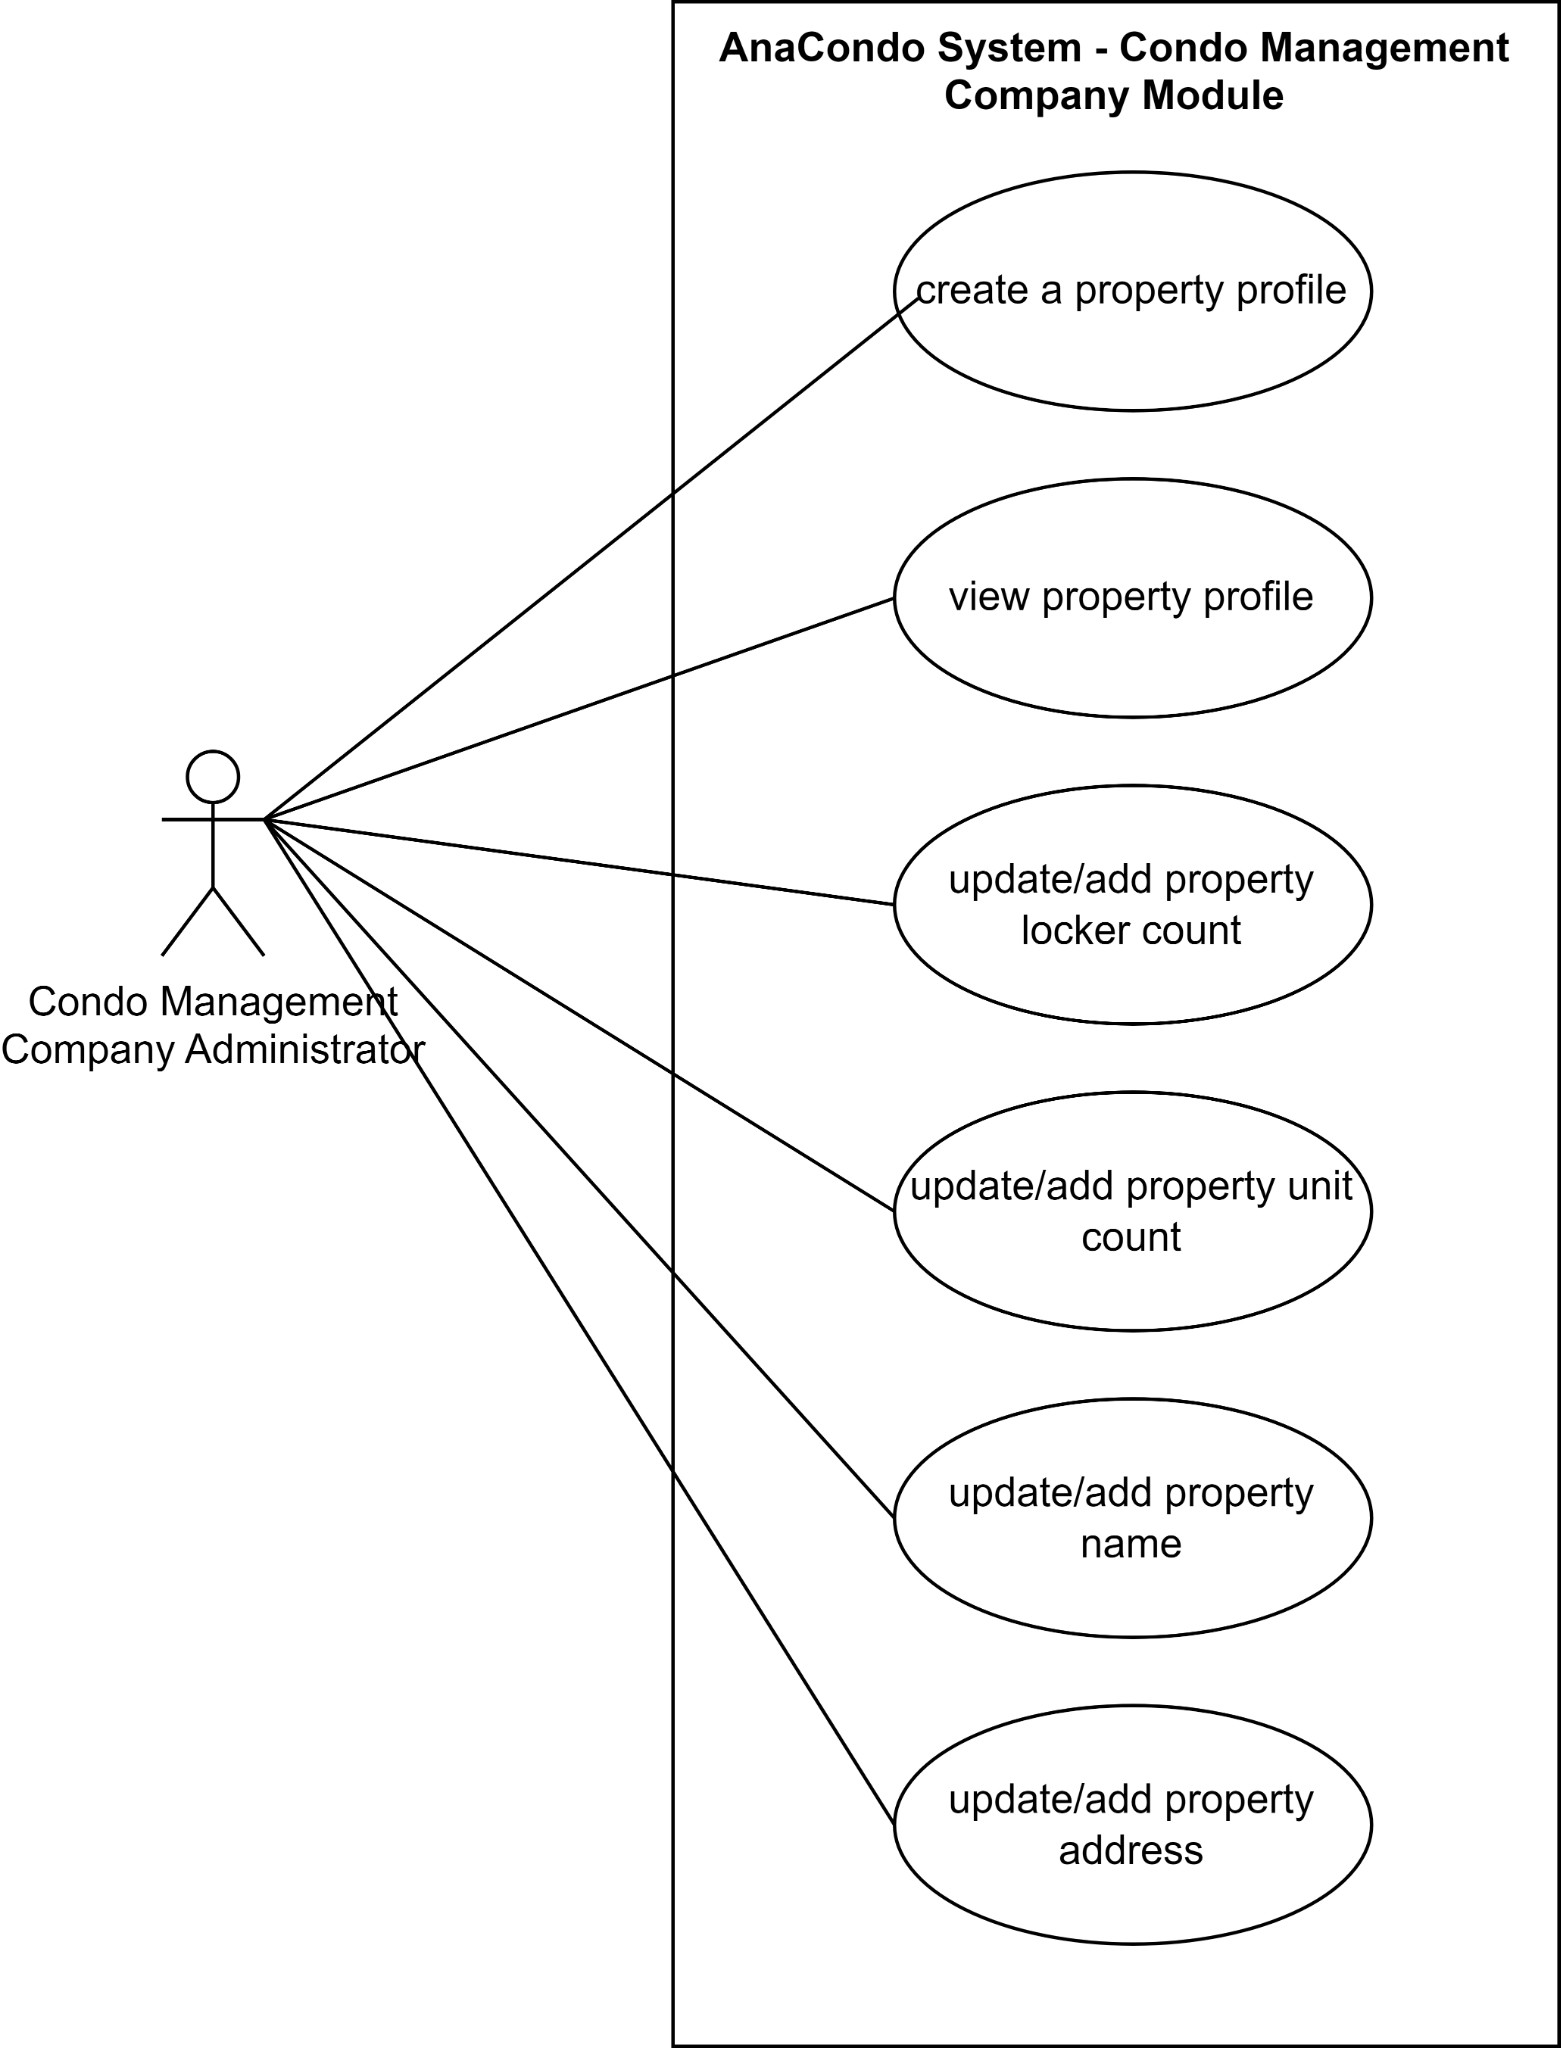 AnaCondo System - Condo Management
Company Module
create a property profile
view property profile
update/add property
locker count
Condo Management
Company Administrator
update/add property unit
count
update/add property
name
update/add property
address